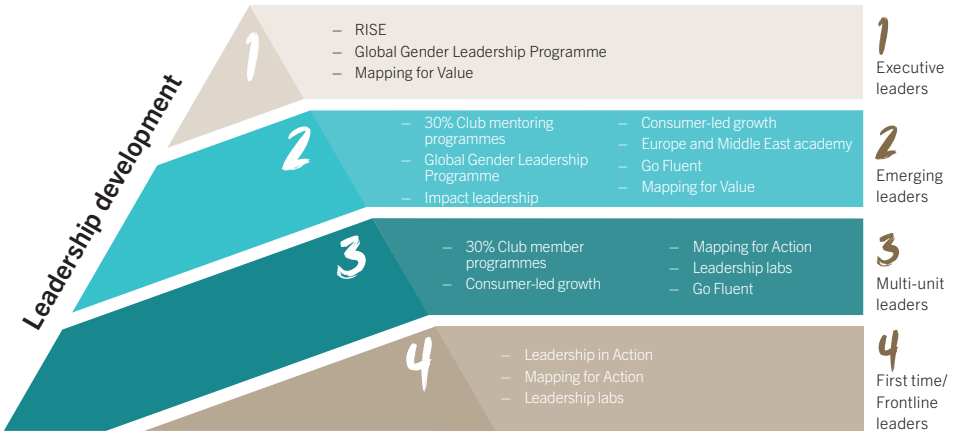 Leadership development
1
– RISE
– Global Gender Leadership Programme
– Mapping for Value
1
Executive
leaders
2
– 30% Club mentoring
programmes
– Global Gender Leadership
Programme
– Impact leadership
– Consumer-led growth
– Europe and Middle East academy
– Go Fluent
– Mapping for Value
2
Emerging
leaders
3
– 30% Club member
programmes
– Consumer-led growth
– Mapping for Action
– Leadership labs
– Go Fluent
3
Multi-unit
leaders
4
– Leadership in Action
– Mapping for Action
– Leadership labs
4
First time/
Frontline
leaders